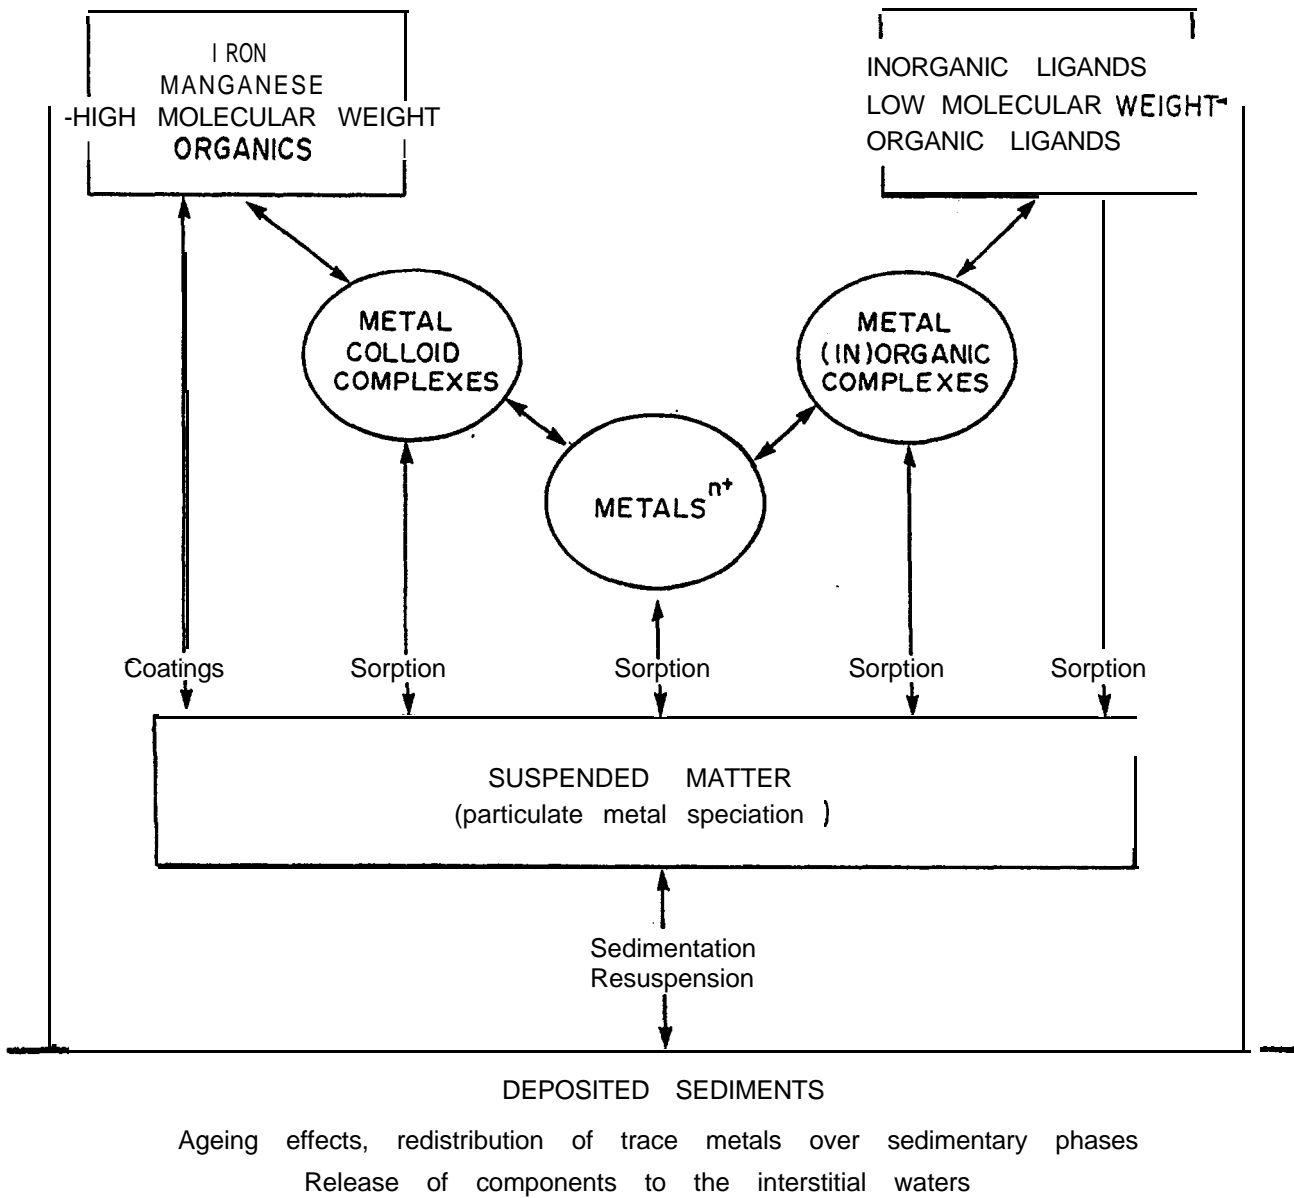 I RON
MANGANESE
-HIGH MOLECULAR WEIGHT
ORGANICS
INORGANIC LIGANDS
LOW MOLECULAR WEIGHT
ORGANIC LIGANDS
METAL
COLLOID
COMPLEXES
METAL
(IN)ORGANIC
COMPLEXES
METALS n+
Coatings Sorption Sorption Sorption Sorption
SUSPENDED MATTER
(particulate metal speciation )
Sedimentation
Resuspension
DEPOSITED SEDIMENTS
Ageing effects, redistribution of trace metals over sedimentary phases
Release of components to the interstitial waters